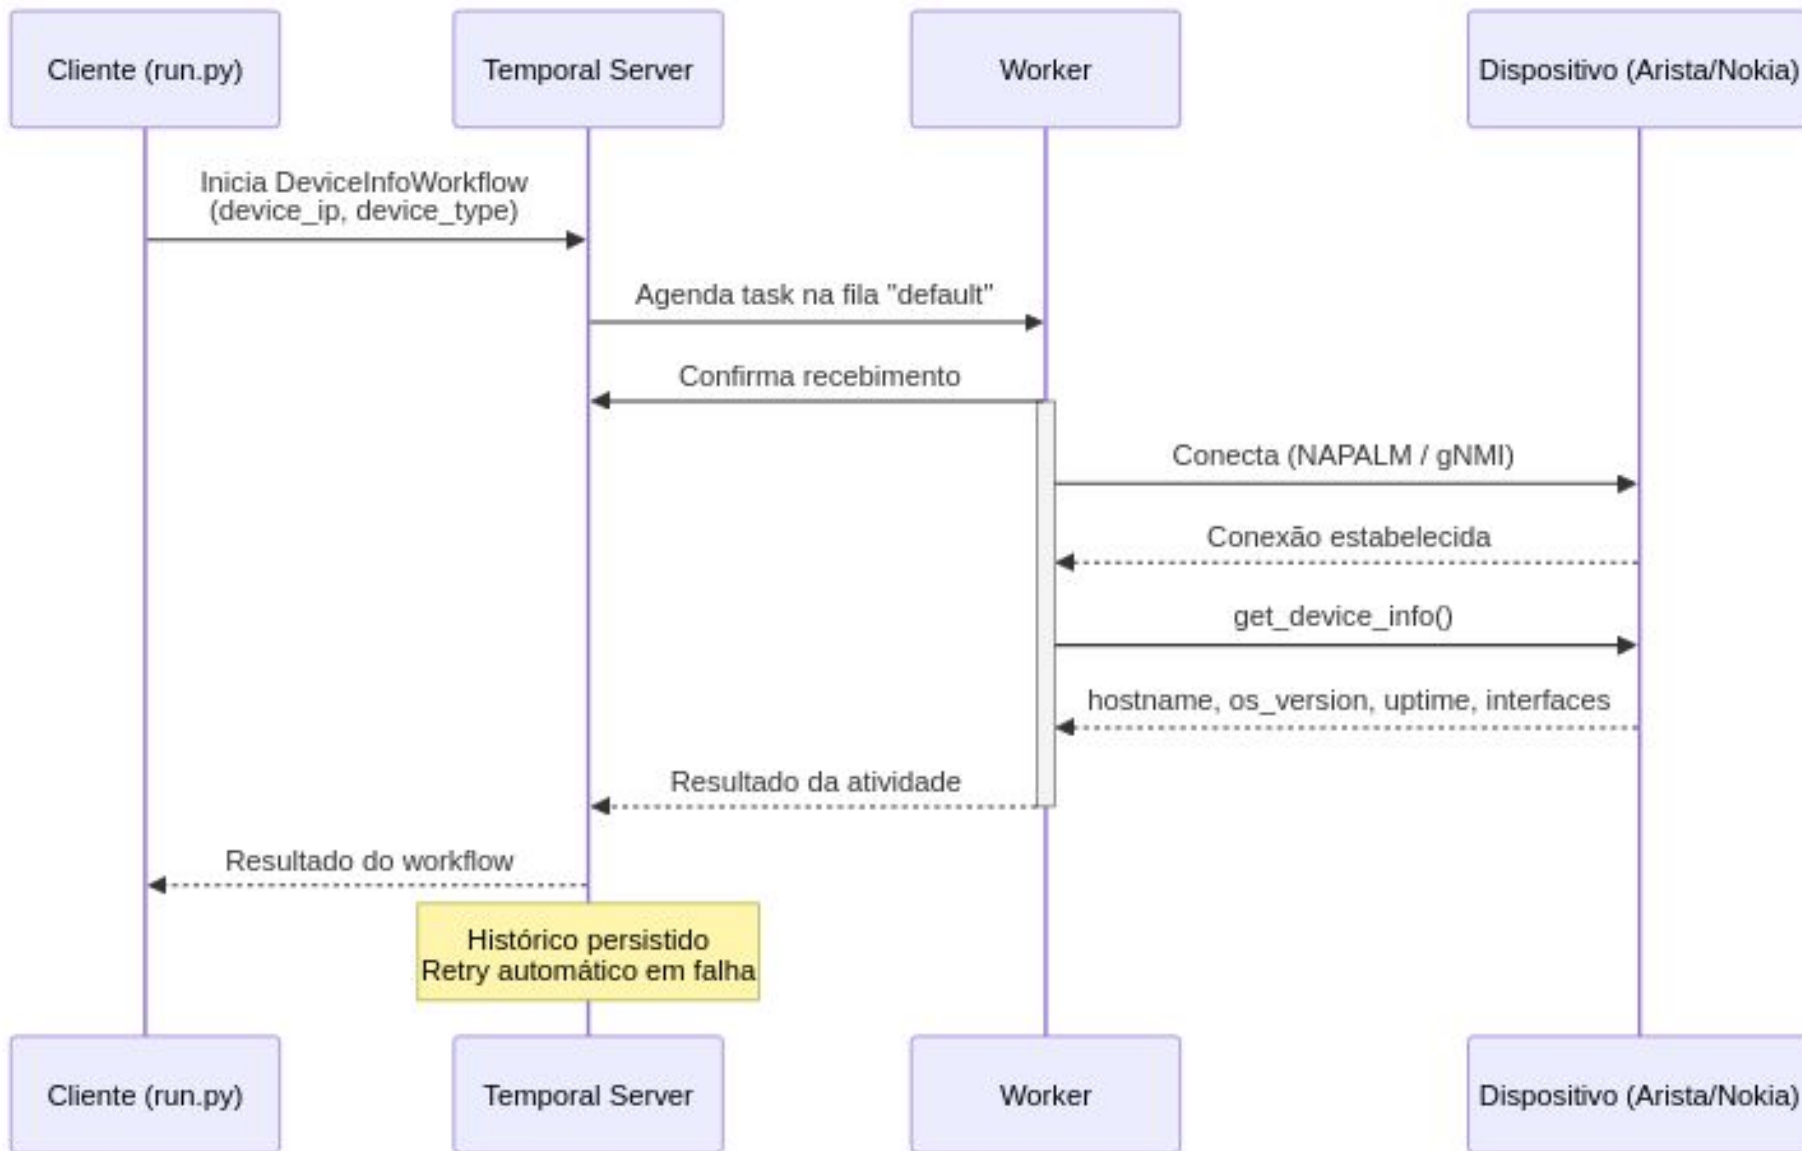 Cliente (run.py)
Temporal Server
Worker
Dispositivo (Arista/Nokia)
Inicia DeviceInfoWorkflow
(device_ip, device_type)
Agenda task na fila "default"
Confirma recebimento
Conecta (NAPALM / gNMI)
Conexão estabelecida
get_device_info()
hostname, os_version, uptime, interfaces
Resultado da atividade
Resultado do workflow
Histórico persistido
Retry automático em falha
Cliente (run.py)
Temporal Server
Worker
Dispositivo (Arista/Nokia)